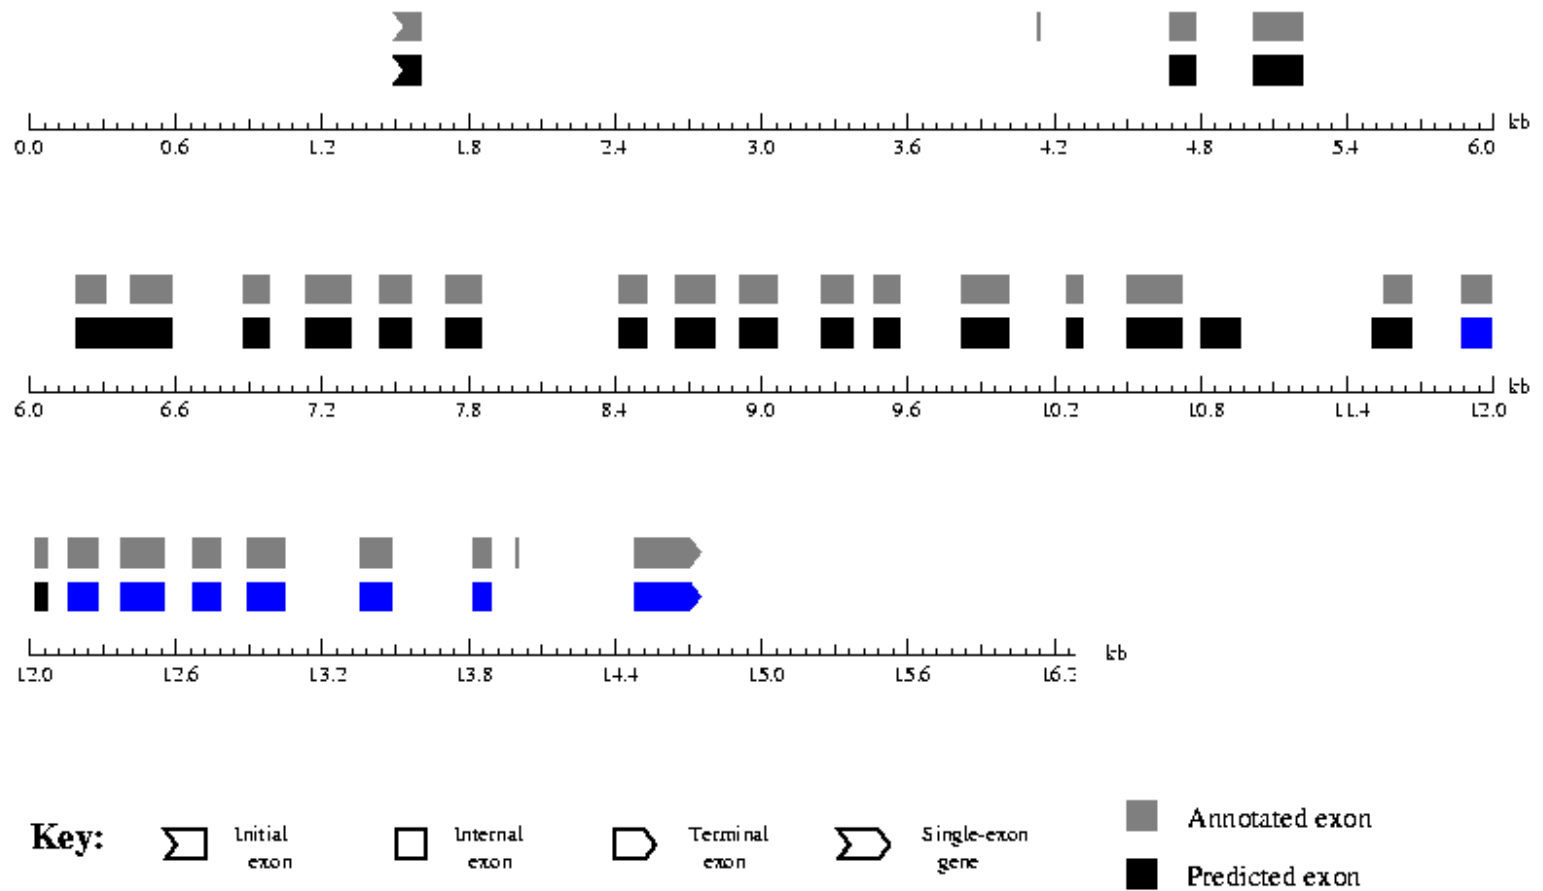 kb
0.0 0.6 1.2 1.8 2.4 3.0 3.6 4.2 4.8 5.4 6.0
kb
6.0 6.6 7.2 7.8 8.4 9.0 9.6 10.2 10.8 11.4 12.0
kb
12.0 12.6 13.2 13.8 14.4 15.0 15.6 16.2
Key:
Initial
exon
Internal
exon
Terminal
exon
Single-exon
gene
Annotated exon
Predicted exon